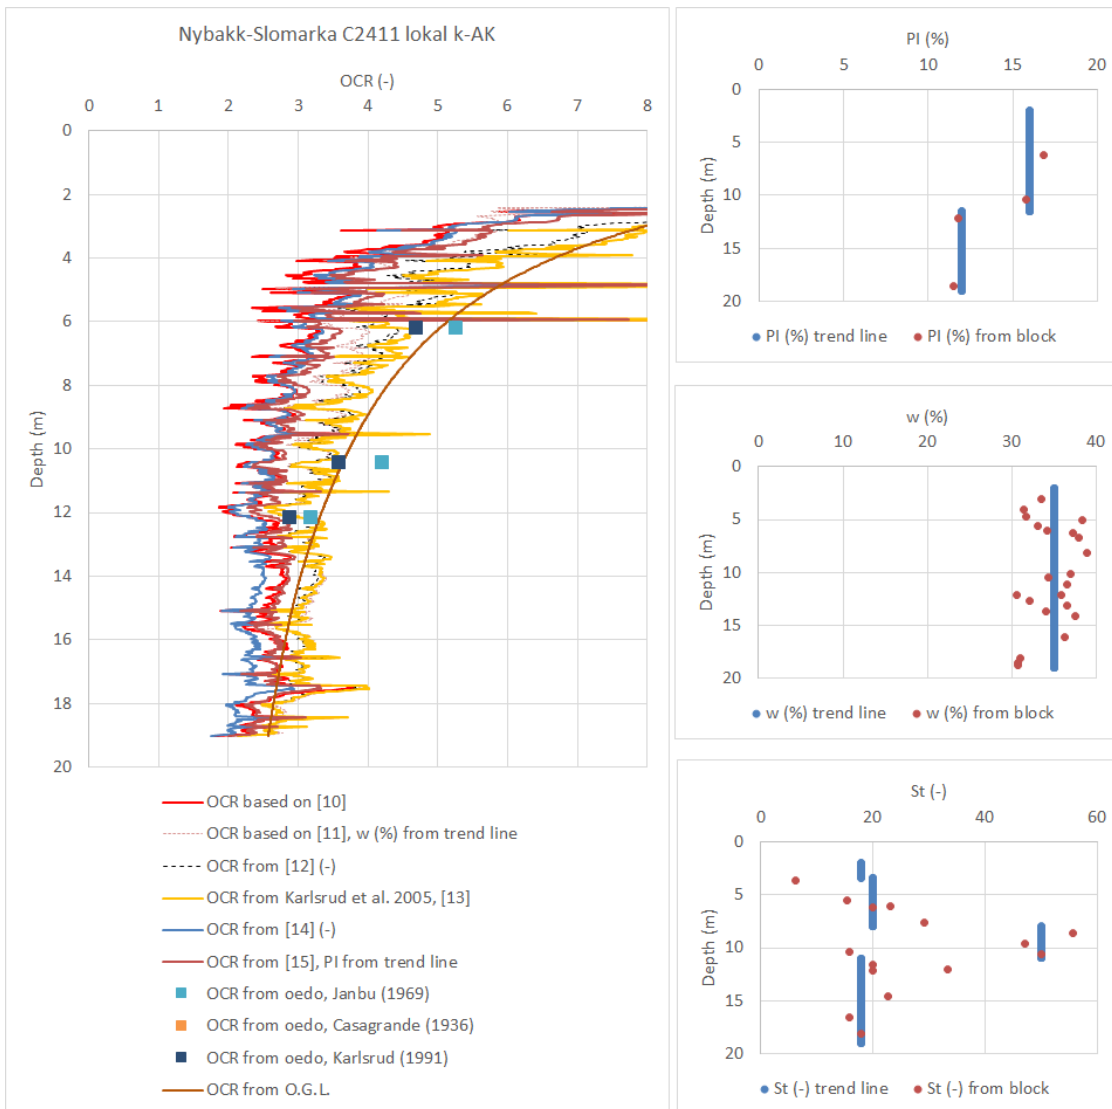 Nybakk-Slomarka C2411 lokal k-AK
OCR (-)
0 1 2 3 4 5 6 7 8
0
2
4
6
8
10
12
14
16
18
20
Depth (m)
OCR based on [10]
OCR based on [11], w (%) from trend line
OCR from [12] (-)
OCR from Karlsrud et al. 2005, [13]
OCR from [14] (-)
OCR from [15], PI from trend line
OCR from oedo, Janbu (1969)
OCR from oedo, Casagrande (1936)
OCR from oedo, Karlsrud (1991)
OCR from O.G.L.
PI (%)
0 5 10 15 20
0
5
10
15
20
Depth (m)
PI (%) trend line PI (%) from block
w (%)
0 10 20 30 40
0
5
10
15
20
Depth (m)
w (%) trend line w (%) from block
St (-)
0 20 40 60
0
5
10
15
20
Depth (m)
St (-) trend line St (-) from block